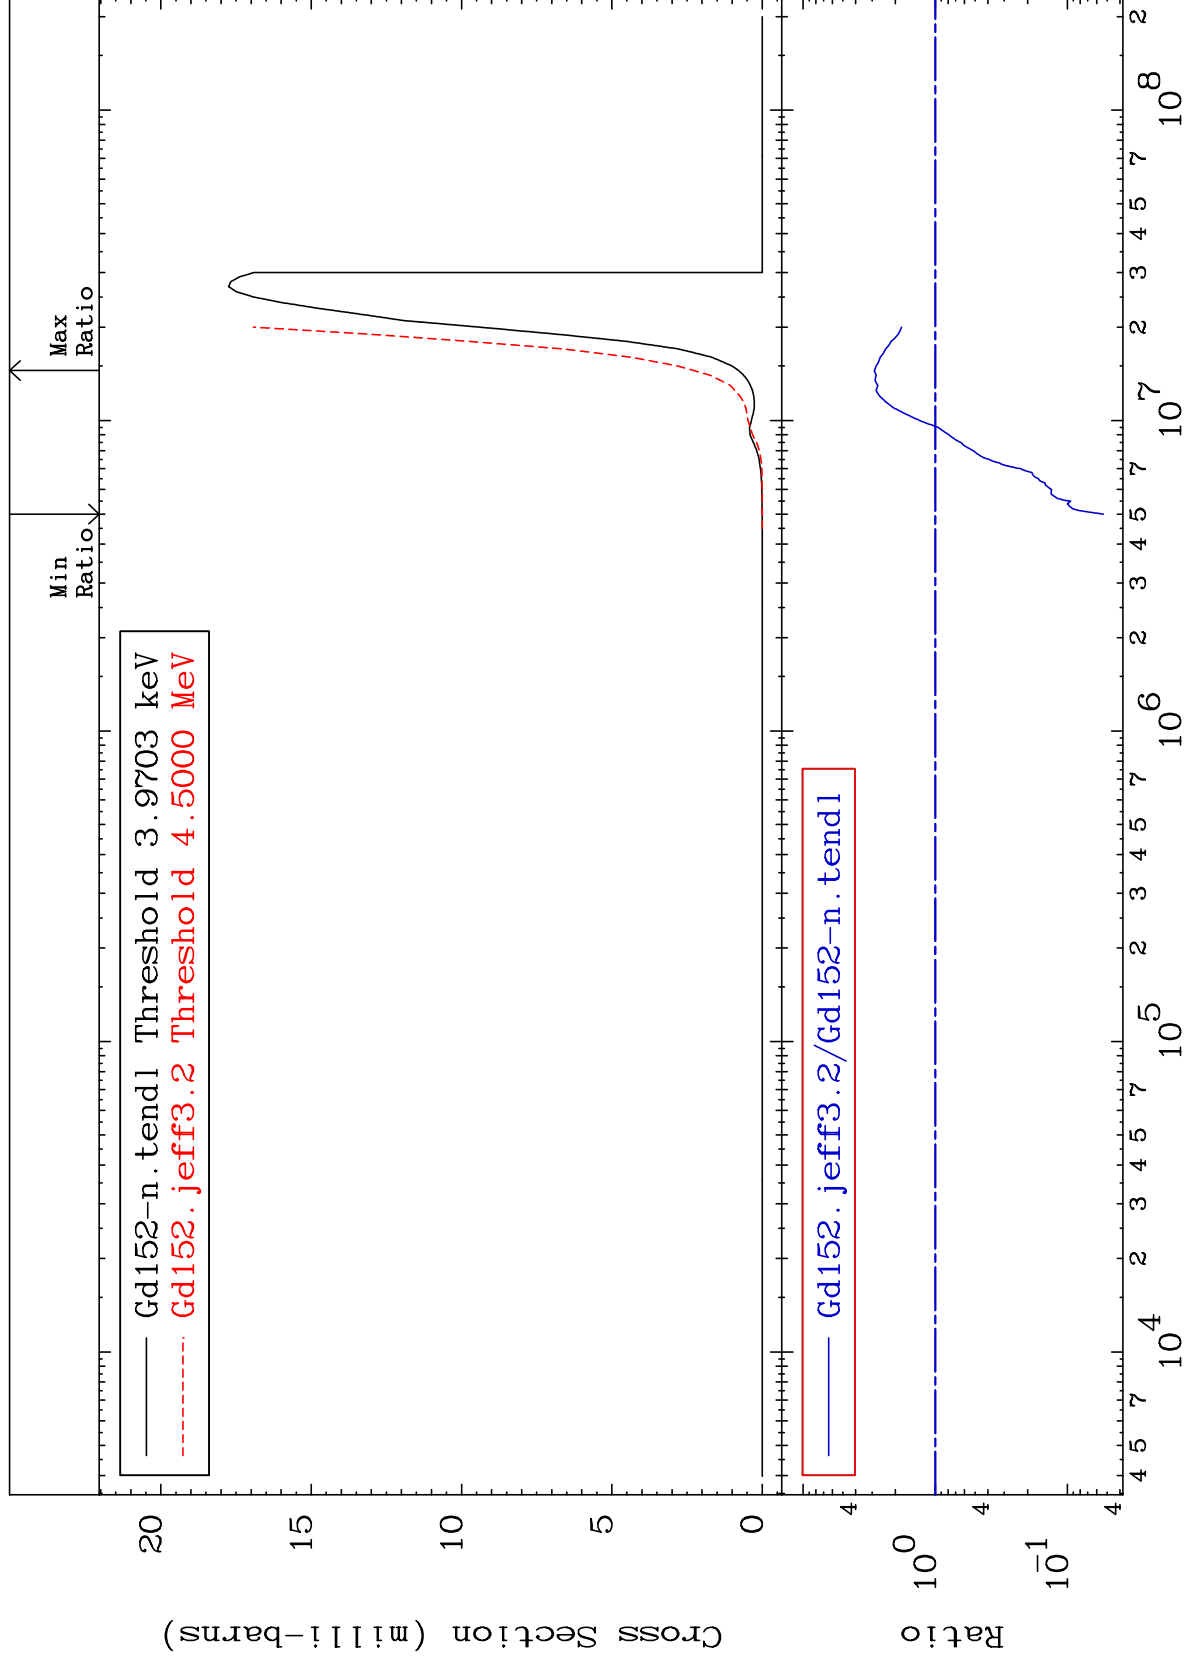 Min
Ratio
Max
Ratio
Gd152-n.tendl Threshold 3.9703 keV
Gd152.jeff3.2 Threshold 4.5000 MeV
Cross Section (milli-barns)
20
15
10
5
0
Gd152.jeff3.2/Gd152-n.tendl
Ratio
4
10^0
4
10^-1
4
4 5 7 10^4 2 3 4 5 7 10^5 2 3 4 5 7 10^6 2 3 4 5 7 10^7 2 3 4 5 7 10^8 2